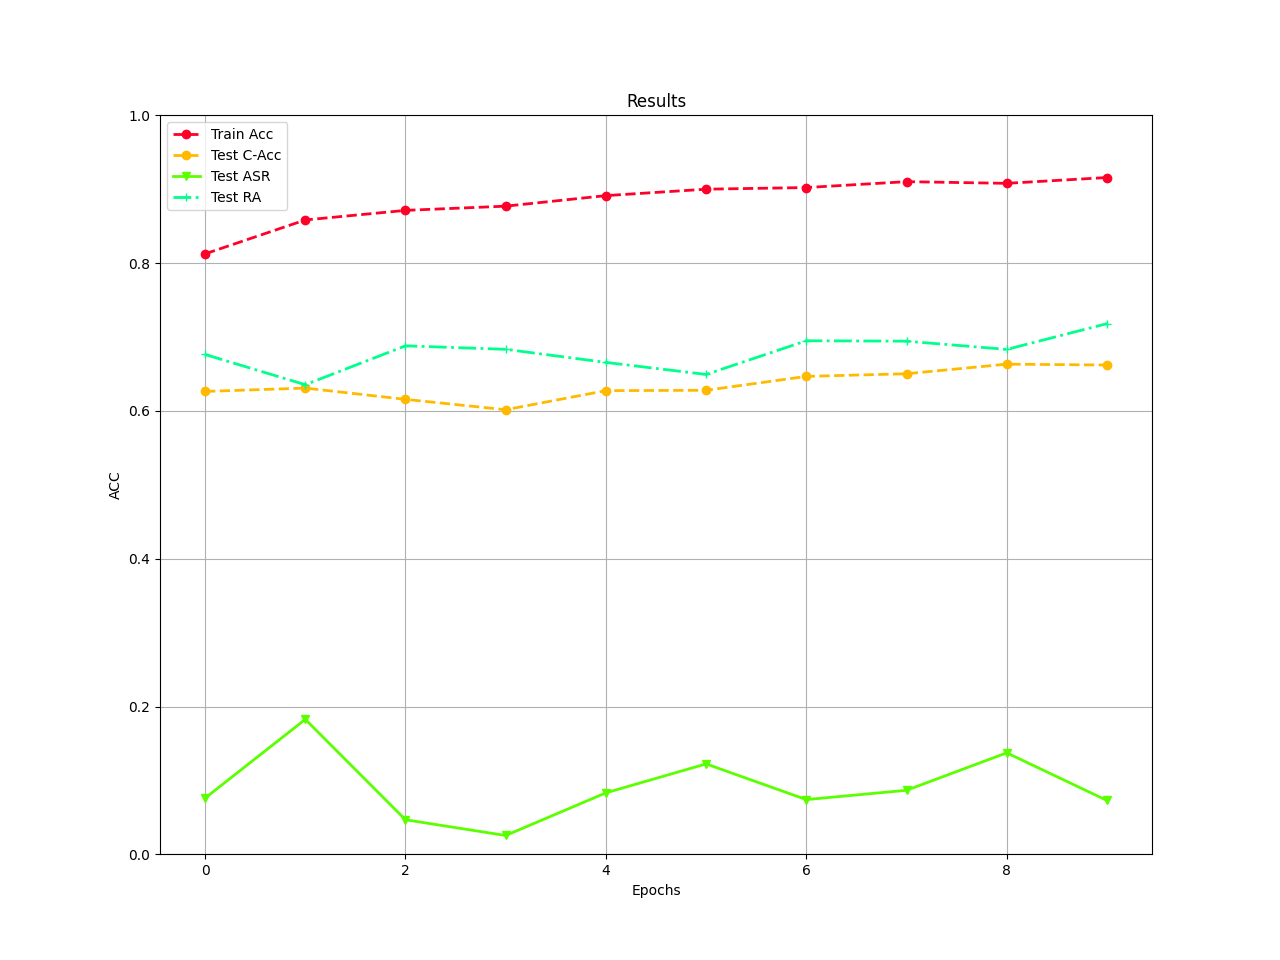 Results
1.0
Train Acc
Test C-Acc
Test ASR
Test RA
0.8
0.6
ACC
0.4
0.2
0.0
0 2 4 6 8
Epochs